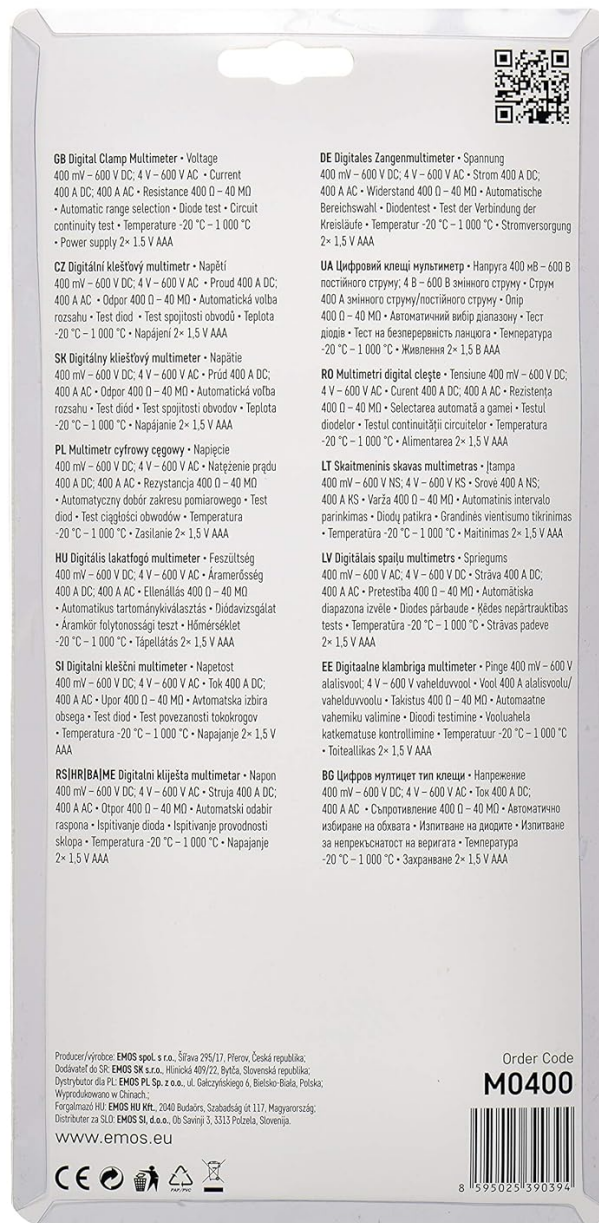 GB Digital Clamp Multimeter • Voltage
400 mV – 600 V DC; 4 V – 600 V AC • Current
400 A DC; 400 A AC • Resistance 400 Ω – 40 MΩ
• Automatic range selection • Diode test • Circuit
continuity test • Temperature -20 °C – 1 000 °C
• Power supply 2× 1.5 V AAA
CZ Digitální klešťový multimetr • Napětí
400 mV – 600 V DC; 4 V – 600 V AC • Proud 400 A DC;
400 A AC • Odpor 400 Ω – 40 MΩ • Automatická volba
rozsahu • Test diod • Test spojitosti obvodů • Teplota
-20 °C – 1 000 °C • Napájení 2× 1,5 V AAA
SK Digitálny kliešťový multimeter • Napätie
400 mV – 600 V DC; 4 V – 600 V AC • Prúd 400 A DC;
400 A AC • Odpor 400 Ω – 40 MΩ • Automatická voľba
rozsahu • Test diód • Test spojitosti obvodov • Teplota
-20 °C – 1 000 °C • Napájanie 2× 1,5 V AAA
PL Multimetr cyfrowy cęgowy • Napięcie
400 mV – 600 V DC; 4 V – 600 V AC • Natężenie prądu
400 A DC; 400 A AC • Rezystancja 400 Ω – 40 MΩ
• Automatyczny dobór zakresu pomiarowego • Test
diod • Test ciągłości obwodów • Temperatura
-20 °C – 1 000 °C • Zasilanie 2× 1,5 V AAA
HU Digitális lakatfogó multimeter • Feszültség
400 mV – 600 V DC; 4 V – 600 V AC • Áramerősség
400 A DC; 400 A AC • Ellenállás 400 Ω – 40 MΩ
• Automatikus tartománykiválasztás • Diódavizsgálat
• Áramkör folytonossági teszt • Hőmérséklet
-20 °C – 1 000 °C • Tápellátás 2× 1,5 V AAA
SI Digitalni kleščni multimeter • Napetost
400 mV – 600 V DC; 4 V – 600 V AC • Tok 400 A DC;
400 A AC • Upor 400 Ω – 40 MΩ • Avtomatska izbira
obsega • Test diod • Test povezanosti tokokrogov
• Temperatura -20 °C – 1 000 °C • Napajanje 2× 1,5 V
AAA
RS|HR|BA|ME Digitalni kliješta multimetar • Napon
400 mV – 600 V DC; 4 V – 600 V AC • Struja 400 A DC;
400 A AC • Otpor 400 Ω – 40 MΩ • Automatski odabir
raspona • Ispitivanje dioda • Ispitivanje provodnosti
sklopa • Temperatura -20 °C – 1 000 °C • Napajanje
2× 1,5 V AAA
DE Digitales Zangenmultimeter • Spannung
400 mV – 600 V DC; 4 V – 600 V AC • Strom 400 A DC;
400 A AC • Widerstand 400 Ω – 40 MΩ • Automatische
Bereichswahl • Diodentest • Test der Verbindung der
Kreisläufe • Temperatur -20 °C – 1 000 °C • Stromversorgung
2× 1,5 V AAA
UA Цифровий клещі мультиметр • Напруга 400 мВ – 600 В
постійного струму; 4 В – 600 В змінного струму • Струм
400 А змінного струму/постійного струму • Опір
400 Ω – 40 MΩ • Автоматичний вибір діапазону • Тест
діодів • Тест на безперервність ланцюга • Температура
-20 °C – 1 000 °C • Живлення 2× 1,5 В ААА
RO Multimetri digital cleşte • Tensiune 400 mV – 600 V DC;
4 V – 600 V AC • Curent 400 A DC; 400 A AC • Rezistenţa
400 Ω – 40 MΩ • Selectarea automată a gamei • Testul
diodelor • Testul continuităţii circuitelor • Temperatura
-20 °C – 1 000 °C • Alimentarea 2× 1,5 V AAA
LT Skaitmeninis skavas multimetras • Įtampa
400 mV – 600 V NS; 4 V – 600 V KS • Srovė 400 A NS;
400 A KS • Varža 400 Ω – 40 MΩ • Automatinis intervalo
parinkimas • Diodų patikra • Grandinės vientisumo tikrinimas
• Temperatūra -20 °C – 1 000 °C • Maitinimas 2× 1,5 V AAA
LV Digitālais spaiļu multimetrs • Spriegums
400 mV – 600 V AC; 4 V – 600 V DC • Strāva 400 A DC;
400 A AC • Pretestība 400 Ω – 40 MΩ • Automātiska
diapazona izvēle • Diodes pārbaude • Ķēdes nepārtrauktības
tests • Temperatūra -20 °C – 1 000 °C • Strāvas padeve
2× 1,5 V AAA
EE Digitaalne klambriga multimeter • Pinge 400 mV – 600 V
alalisvool; 4 V – 600 V vahelduvvool • Vool 400 A alalisvoolu/
vahelduvvoolu • Takistus 400 Ω – 40 MΩ • Automaatne
vahemiku valimine • Dioodi testimine • Vooluahela
katkematuse kontrollimine • Temperatuur -20 °C – 1 000 °C
• Toiteallikas 2× 1,5 V AAA
BG Цифров мултицет тип клещи • Напрежение
400 mV – 600 V DC; 4 V – 600 V AC • Ток 400 A DC;
400 A AC • Съпротивление 400 Ω – 40 MΩ • Автоматично
избиране на обхвата • Изпитване на диодите • Изпитване
за непрекъснатост на веригата • Температура
-20 °C – 1 000 °C • Захранване 2× 1,5 V AAA
Producer/výrobce: EMOS spol. s r.o., Šířava 295/17, Přerov, Česká republika;
Dodávateľ do SR: EMOS SK s.r.o., Hlinická 409/22, Bytča, Slovenská republika;
Dystrybutor dla PL: EMOS PL Sp. z o.o., ul. Gałczyńskiego 6, Bielsko-Biała, Polska;
Wyprodukowano w Chinach.;
Forgalmazó HU: EMOS HU Kft., 2040 Budaörs, Szabadság út 117, Magyarország;
Distributer za SLO: EMOS SI, d.o.o., Ob Savinji 3, 3313 Polzela, Slovenija.
www.emos.eu
CE
PAP/PVC
Order Code
M0400
8 595025 390394